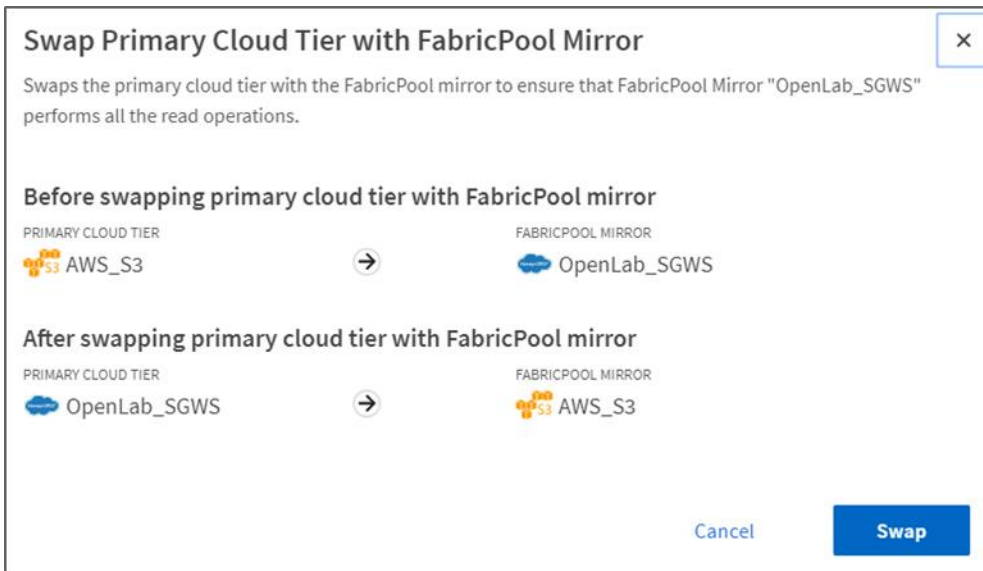 Swap Primary Cloud Tier with FabricPool Mirror
Swaps the primary cloud tier with the FabricPool mirror to ensure that FabricPool Mirror "OpenLab_SGWS"
performs all the read operations.
Before swapping primary cloud tier with FabricPool mirror
PRIMARY CLOUD TIER
FABRICPOOL MIRROR
S3 AWS_S3
OpenLab_SGWS
After swapping primary cloud tier with FabricPool mirror
PRIMARY CLOUD TIER
FABRICPOOL MIRROR
OpenLab_SGWS
S3 AWS_S3
Cancel
Swap